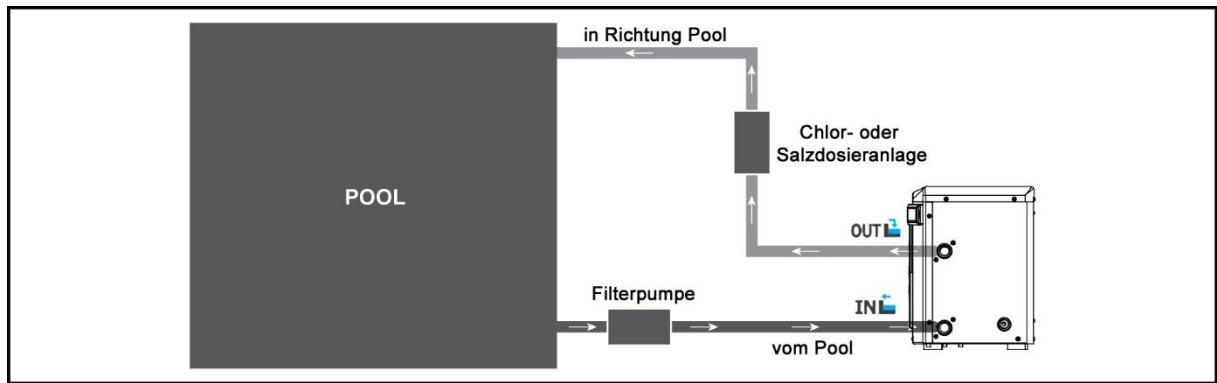 in Richtung Pool
Chlor- oder
Salzdosieranlage
POOL
OUT
Filterpumpe
IN
vom Pool